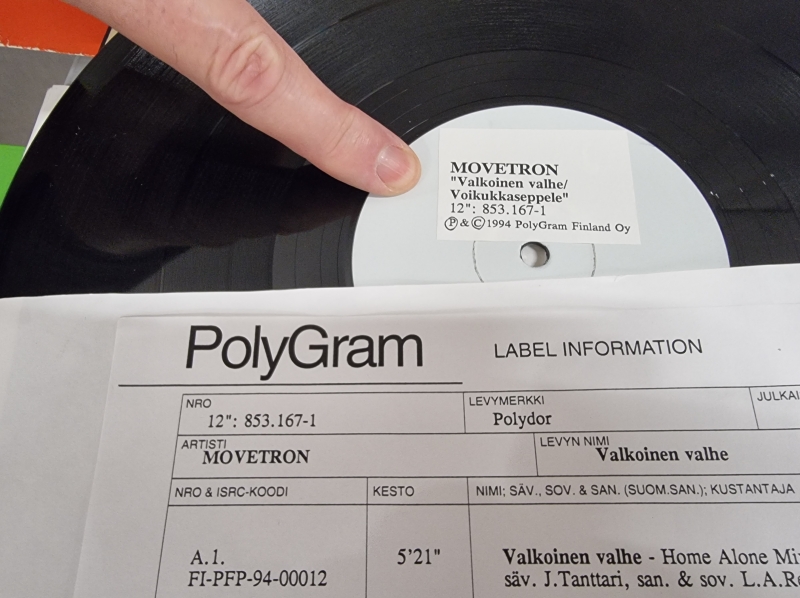 MOVETRON
"Valkoinen valhe/
Voikukkaseppele"
12": 853.167-1
Ⓟ & ©1994 PolyGram Finland Oy
PolyGram LABEL INFORMATION
NRO LEVYMERKKI
12": 853.167-1 Polydor
ARTISTI LEVYN NIMI
MOVETRON Valkoinen valhe
NRO & ISRC-KOODI KESTO NIMI; SÄV., SOV. & SAN. (SUOM.SAN.); KUSTANTAJA
A.1. 5'21" Valkoinen valhe - Home Alone
FI-PFP-94-00012 säv. J.Tanttari, san. & sov.